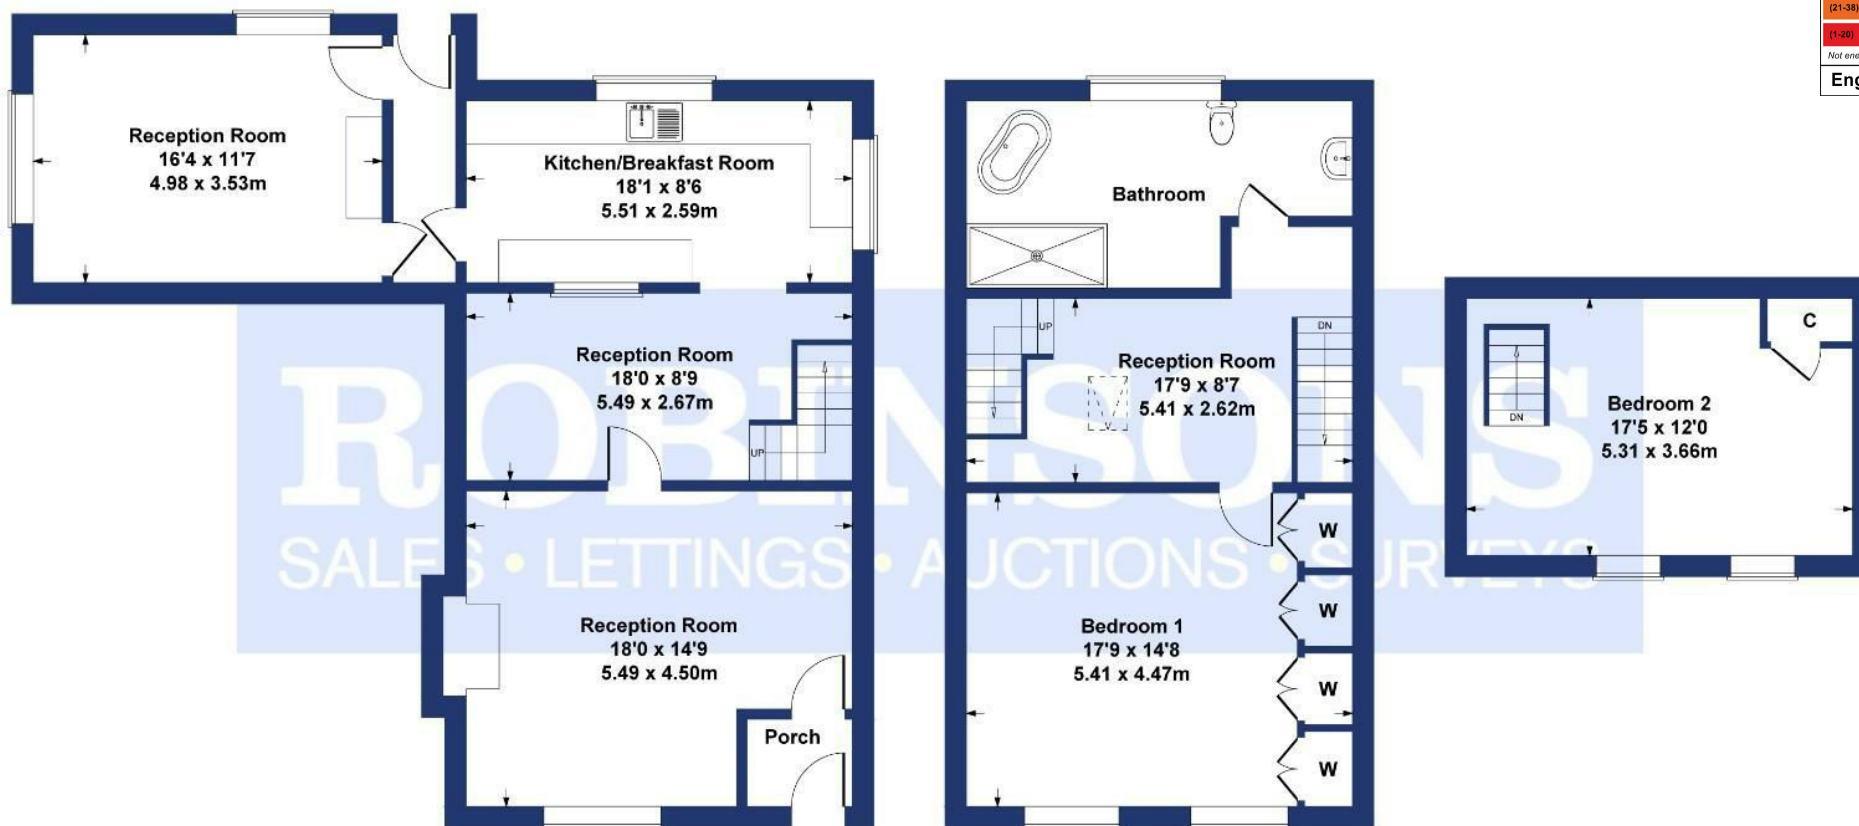 Reception Room
16'4 x 11'7
4.98 x 3.53m
Kitchen/Breakfast Room
18'1 x 8'6
5.51 x 2.59m
Reception Room
18'0 x 8'9
5.49 x 2.67m
UP
Reception Room
18'0 x 14'9
5.49 x 4.50m
Porch
Bathroom
UP
DN
Reception Room
17'9 x 8'7
5.41 x 2.62m
Bedroom 1
17'9 x 14'8
5.41 x 4.47m
W
W
W
W
C
DN
Bedroom 2
17'5 x 12'0
5.31 x 3.66m
ROBINSONS
SALES • LETTINGS • AUCTIONS • SURVEYS
(21-38)
(1-20)
Not ene
Eng